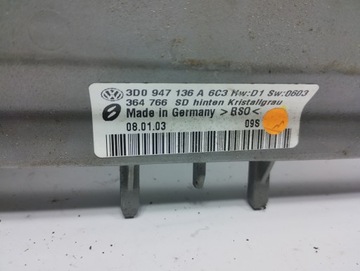 3D0 947 136 A 6C3 Hw:D1 Sw:0603
364 766 SD hinten Kristallgrau
Made in Germany >BSO<
08.01.03 09S